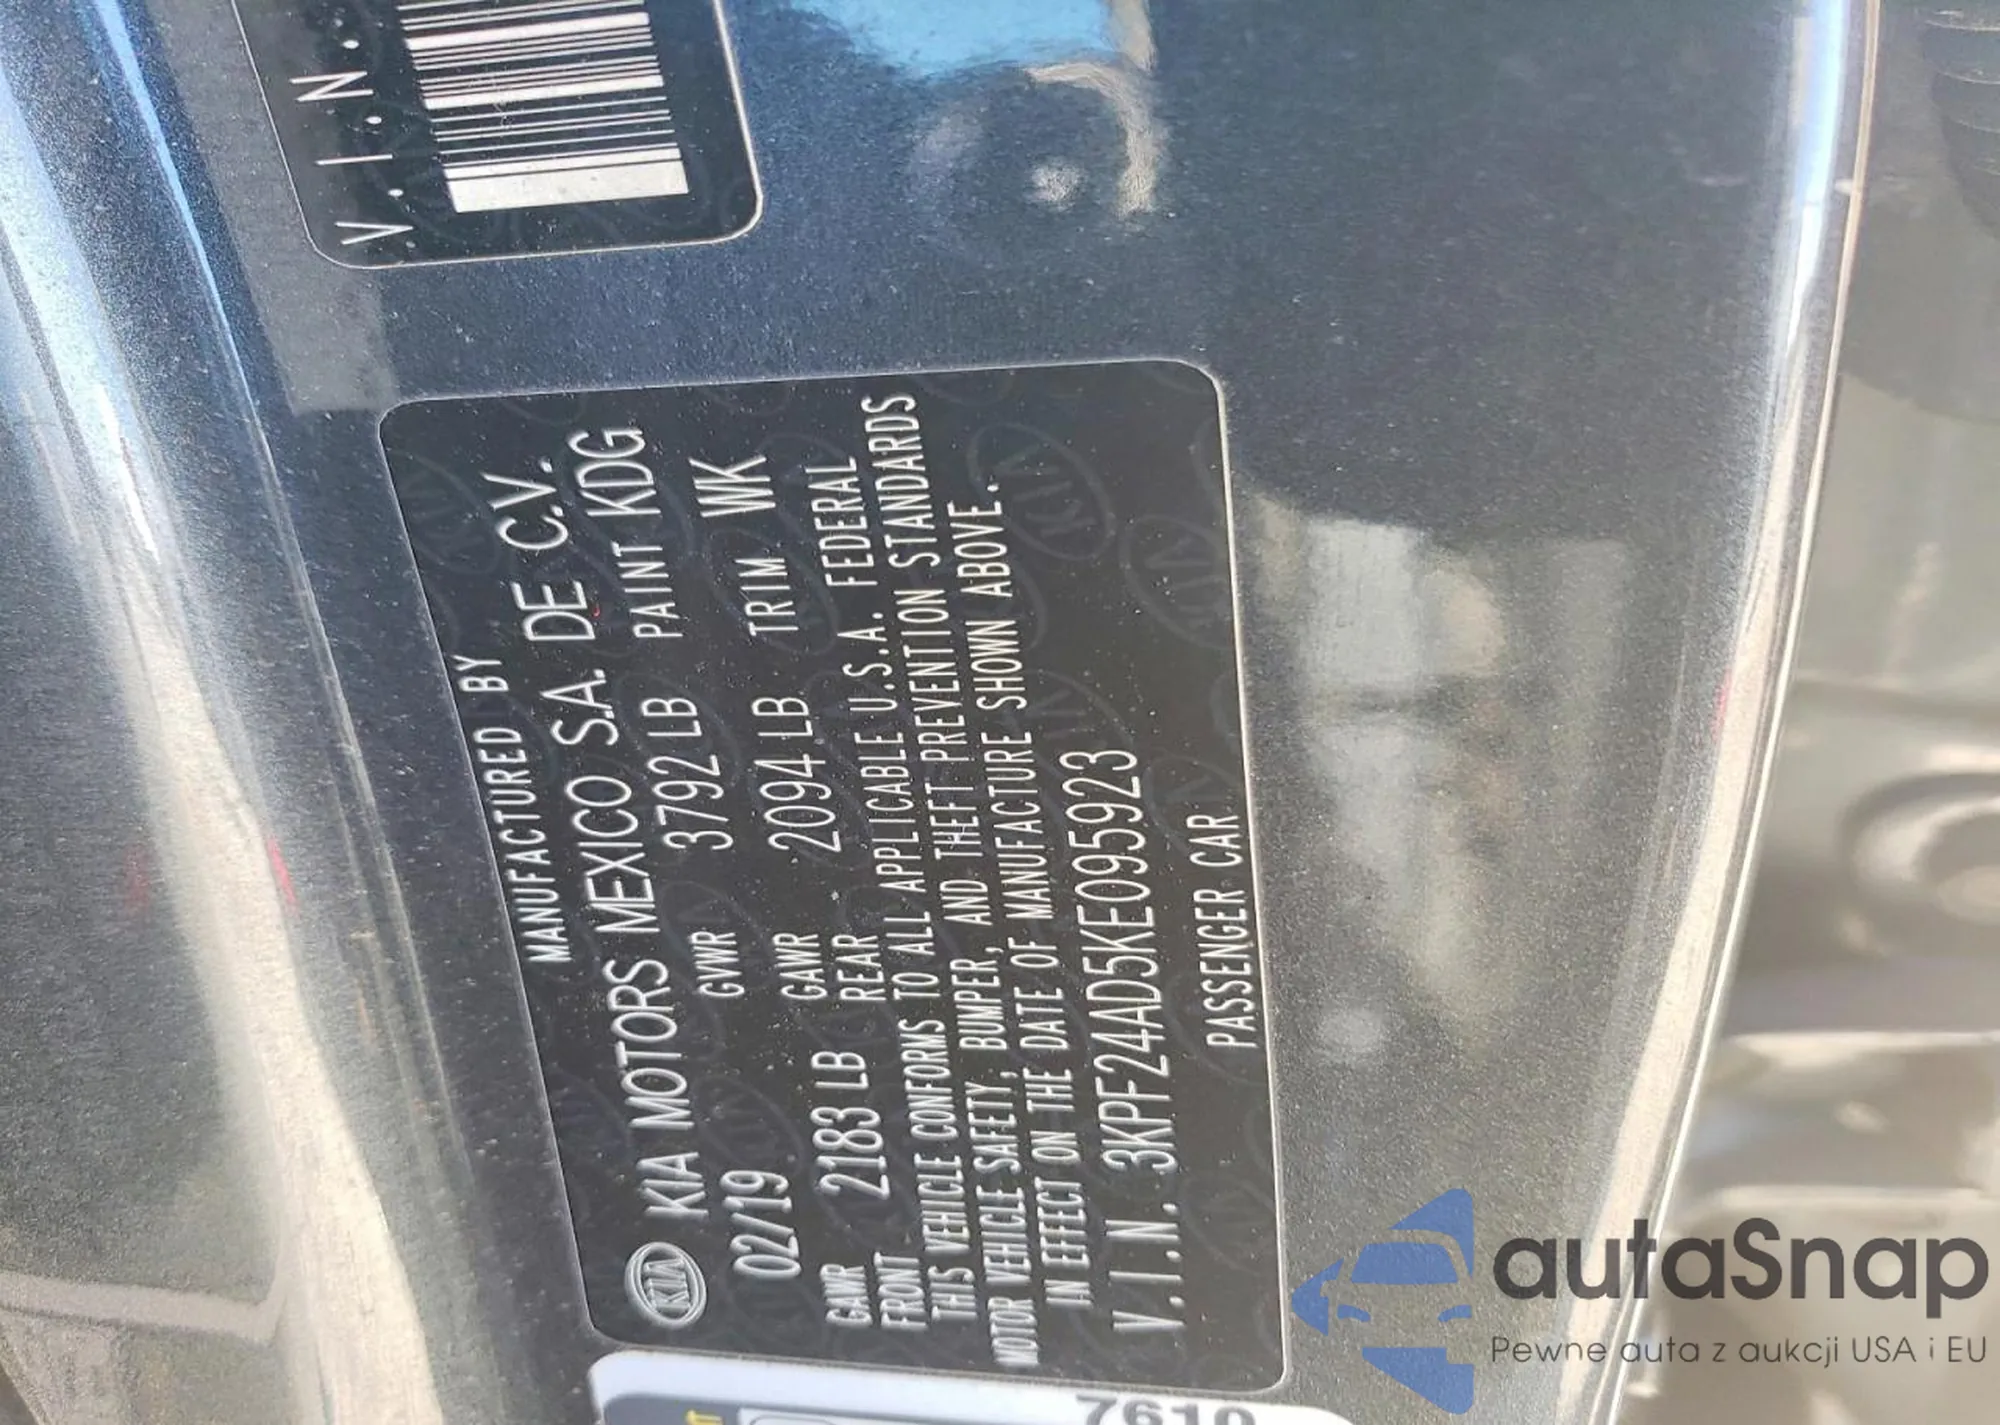 V.I.N.
MANUFACTURED BY
KIA KIA MOTORS MEXICO S.A. DE C.V.
02/19 GVWR 3792 LB PAINT KDG
GAWR FRONT 2183 LB GAWR REAR 2094 LB TRIM WK
THIS VEHICLE CONFORMS TO ALL APPLICABLE U.S.A. FEDERAL
MOTOR VEHICLE SAFETY, BUMPER, AND THEFT PREVENTION STANDARDS
IN EFFECT ON THE DATE OF MANUFACTURE SHOWN ABOVE.
V.I.N. 3KPF24AD5KE095923
PASSENGER CAR
7610
autaSnap
Pewne auta z aukcji USA i EU